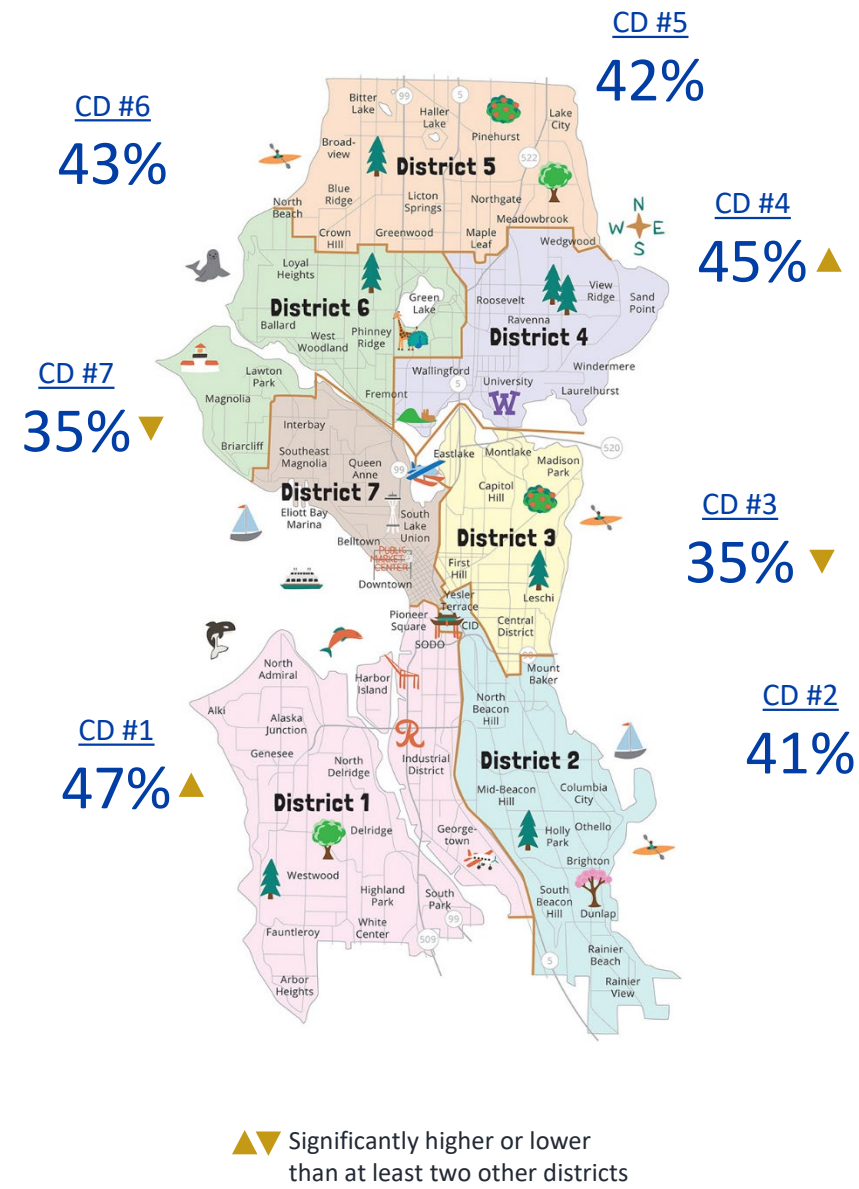 CD #5
42%
CD #6
43%
CD #4
45%
CD #7
35%
CD #3
35%
CD #2
41%
CD #1
47%
Bitter
Lake
99
5
Haller
Lake
Lake
City
Pinehurst
Broad-
view
522
District 5
Blue
Ridge
Licton
Springs
Northgate
North
Beach
Meadowbrook
Crown
Hill
Greenwood
Maple
Leaf
Wedgwood
N
W
E
S
Loyal
Heights
View
Ridge
Sand
Point
Green
Lake
Roosevelt
District 6
Ballard
Ravenna
West
Woodland
Phinney
Ridge
District 4
Windermere
Lawton
Park
Wallingford
5
University
Laurelhurst
W
Magnolia
Fremont
Briarcliff
Interbay
Southeast
Magnolia
Queen
Anne
99
Eastlake
Montlake
520
Madison
Park
Capitol
Hill
District 7
Eliott Bay
Marina
South
Lake
Union
Belltown
PUBLIC
MARKET
CENTER
Downtown
District 3
First
Hill
Leschi
Yesler
Terrace
Pioneer
Square
CID
Central
District
SODO
Mount
Baker
North
Admiral
Harbor
Island
North
Beacon
Hill
Alki
Alaska
Junction
R
Genesee
North
Delridge
Industrial
District
District 2
Mid-Beacon
Hill
Columbia
City
District 1
Delridge
George-
town
Holly
Park
Othello
Brighton
Westwood
Highland
Park
South
Park
South
Beacon
Hill
Dunlap
White
Center
99
Fauntleroy
509
5
Rainier
Beach
Arbor
Heights
Rainier
View
Significantly higher or lower
than at least two other districts